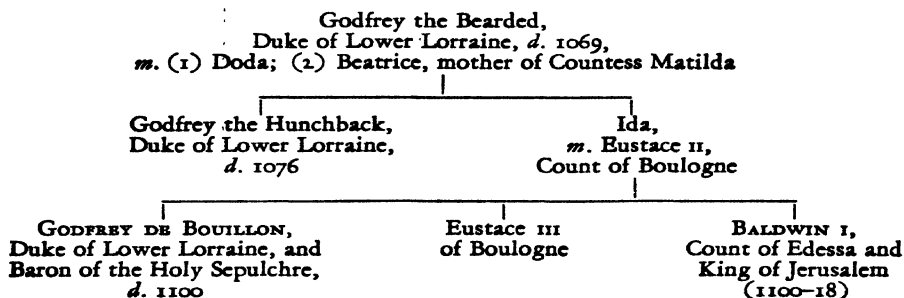 Godfrey the Bearded,
Duke of Lower Lorraine, d. 1069,
m. (1) Doda; (2) Beatrice, mother of Countess Matilda
Godfrey the Hunchback,
Duke of Lower Lorraine,
d. 1076
Ida,
m. Eustace II,
Count of Boulogne
GODFREY DE BOUILLON,
Duke of Lower Lorraine, and
Baron of the Holy Sepulchre,
d. 1100
Eustace III
of Boulogne
BALDWIN I,
Count of Edessa and
King of Jerusalem
(1100–18)